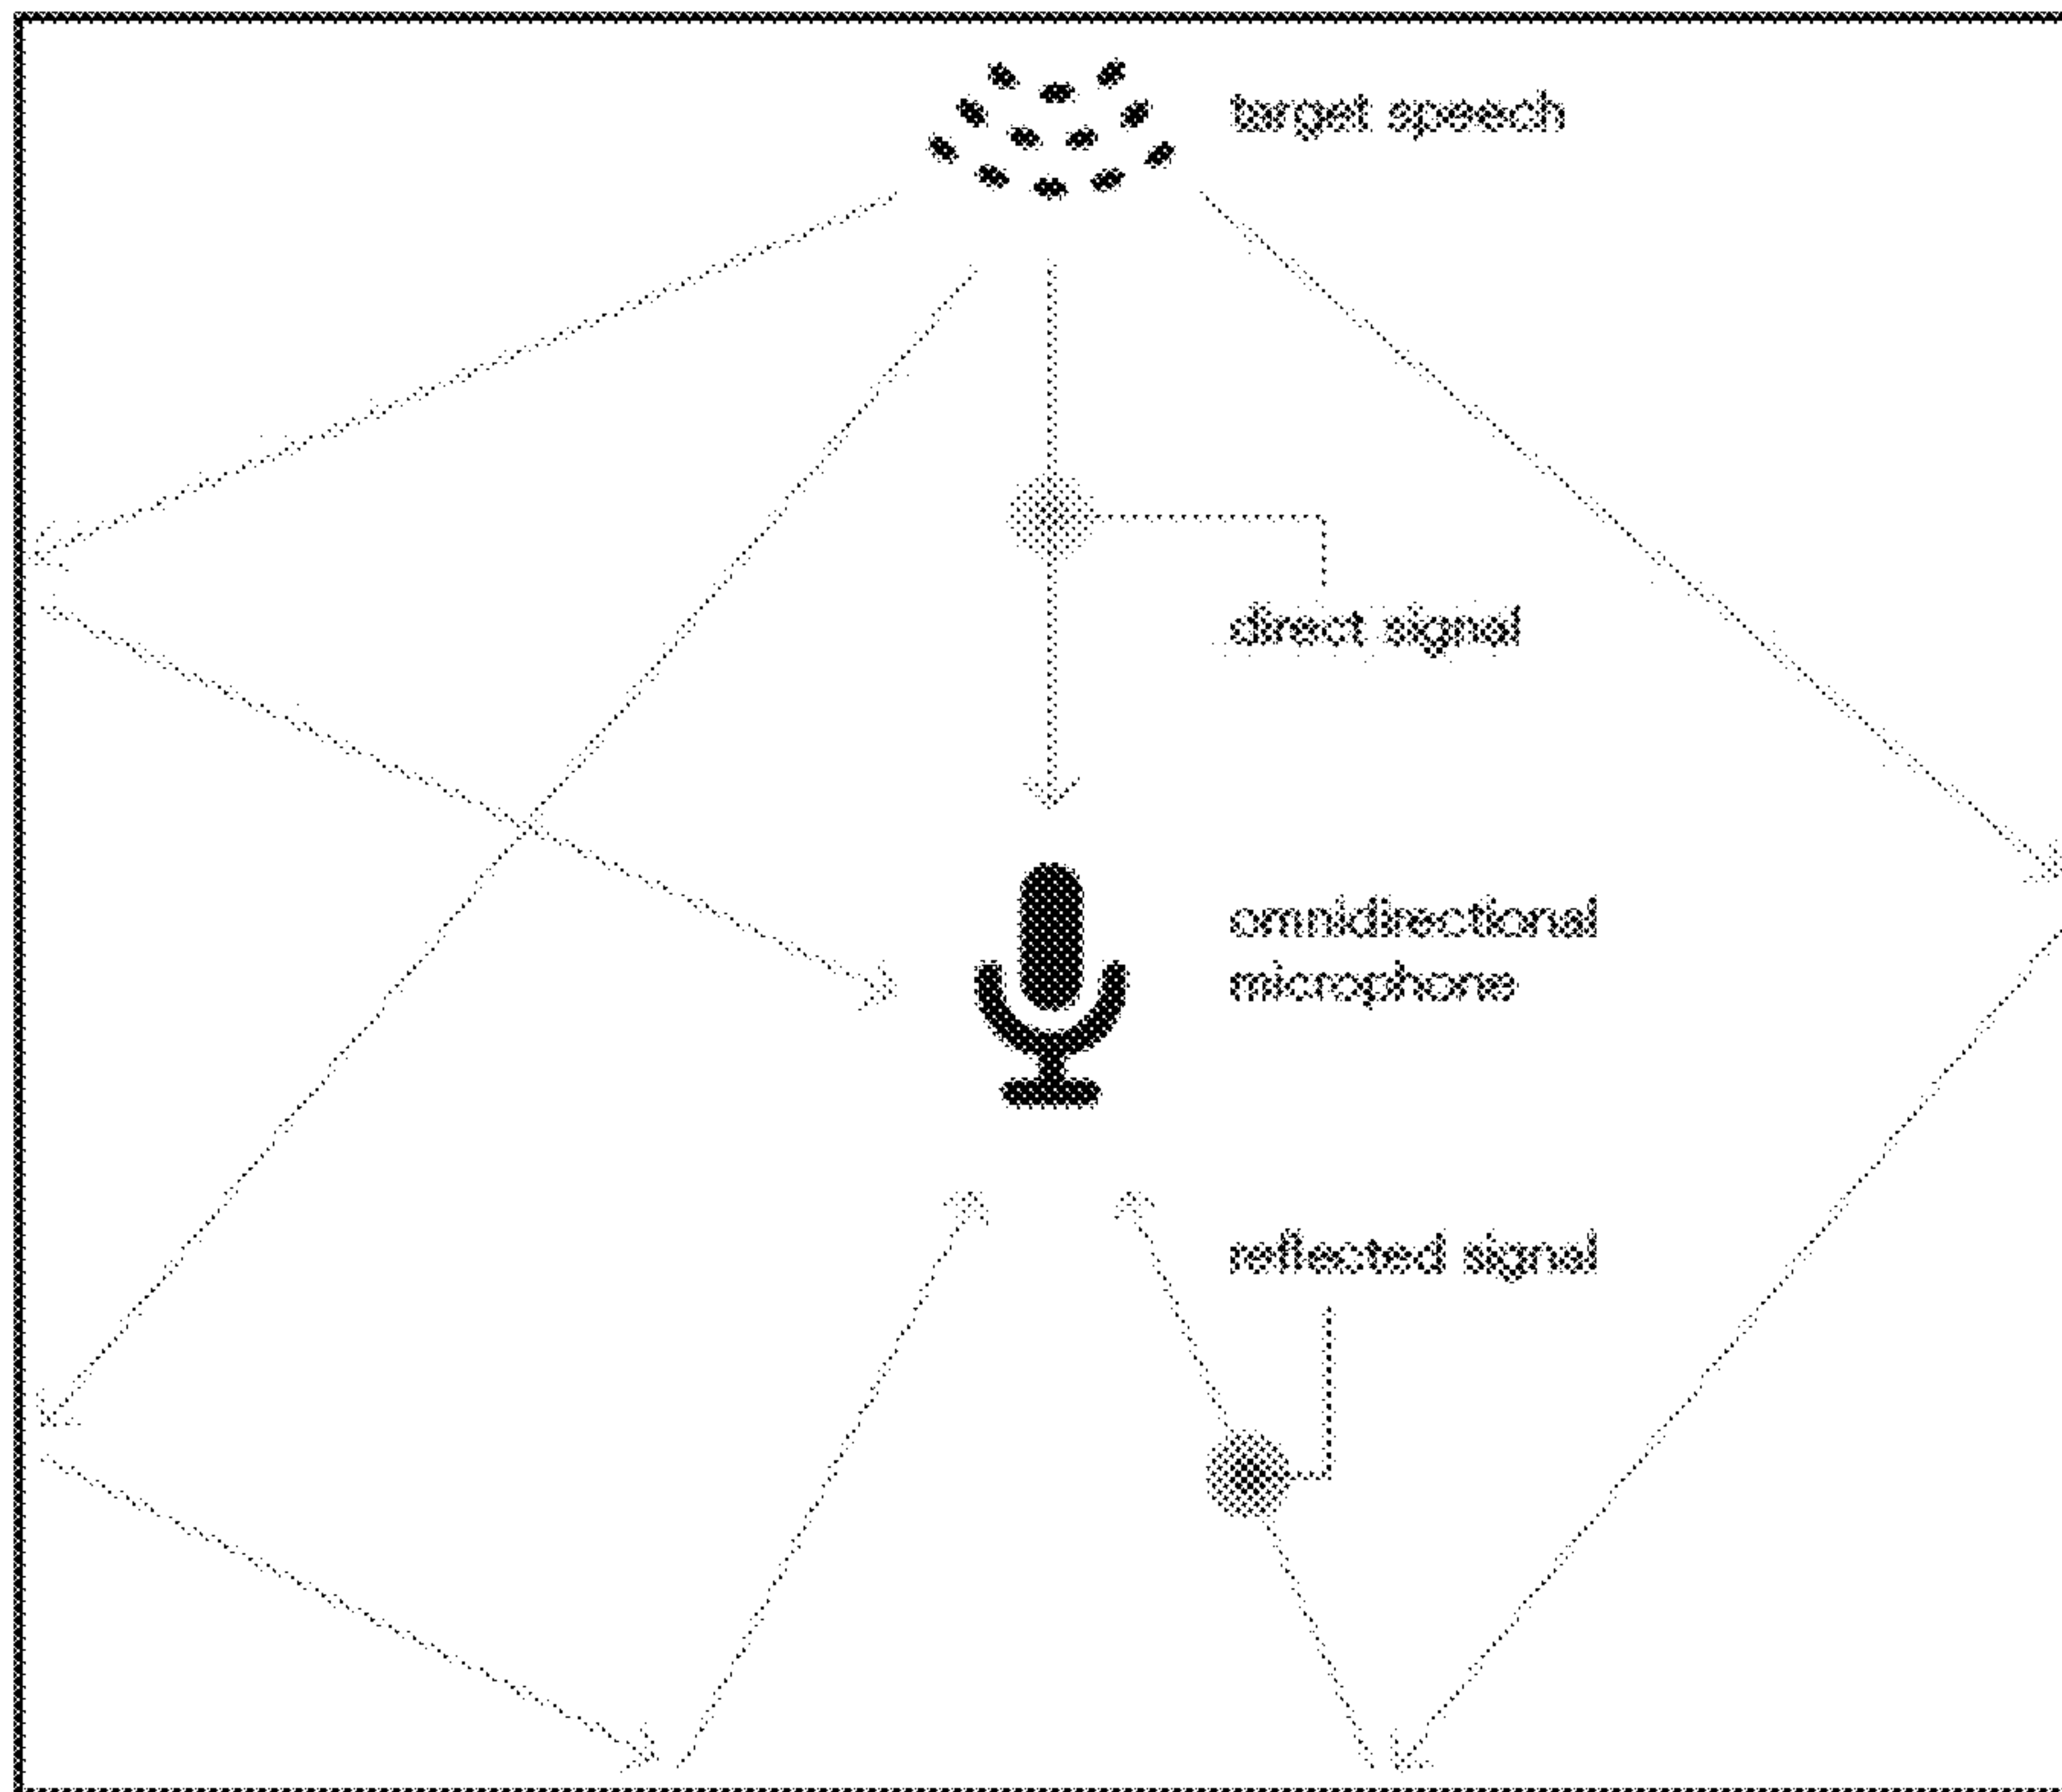 target speech
direct signal
omnidirectional
microphone
reflected signal